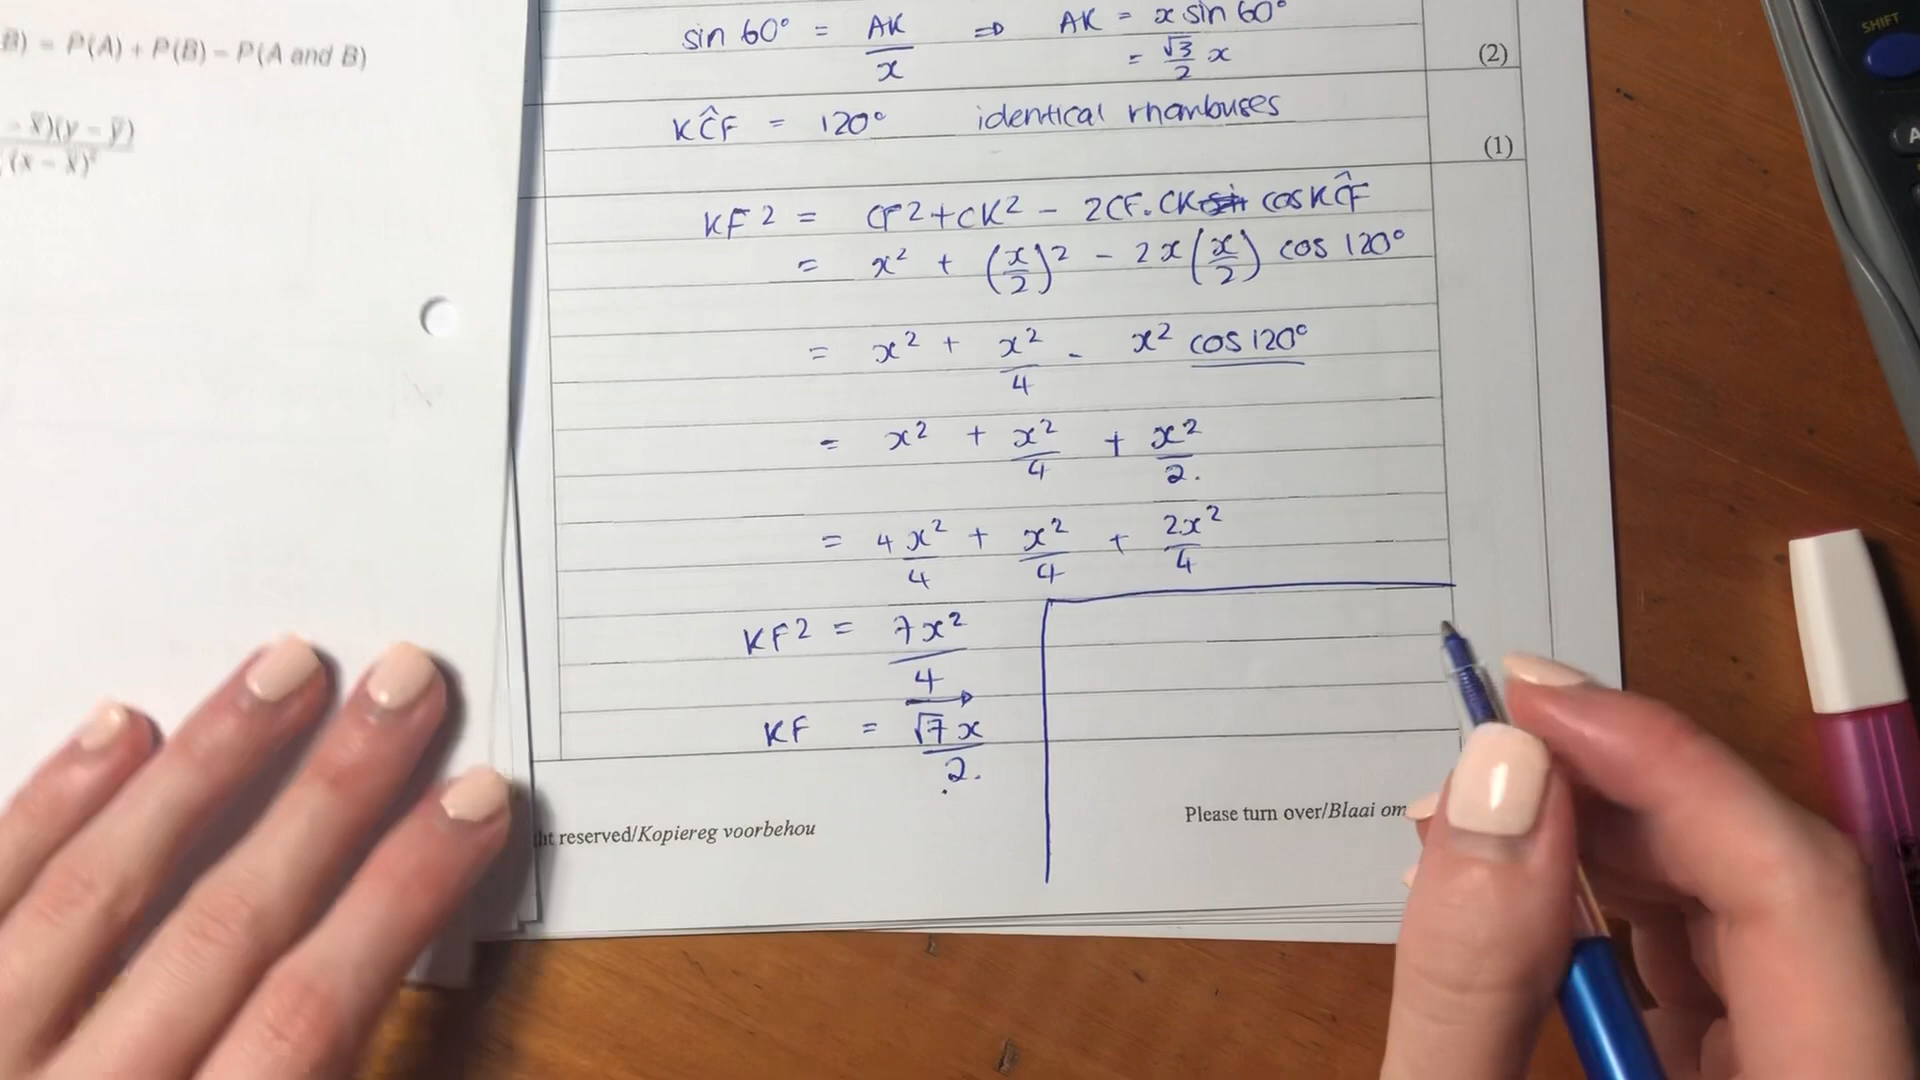 B) = P(A) + P(B) – P(A and B)
– x̄)(y – ȳ)
(x – x̄)²
sin 60° = AK/x ⇒ AK = x sin 60°
= √3/2 x
(2)
KĈF = 120° identical rhombuses
(1)
KF² = CF² + CK² – 2CF.CK cos KĈF
= x² + (x/2)² – 2x(x/2) cos 120°
= x² + x²/4 – x² cos 120°
= x² + x²/4 + x²/2.
= 4x²/4 + x²/4 + 2x²/4
KF² = 7x²/4
KF = √7x/2.
ht reserved/Kopiereg voorbehou
Please turn over/Blaai om
SHIFT
A